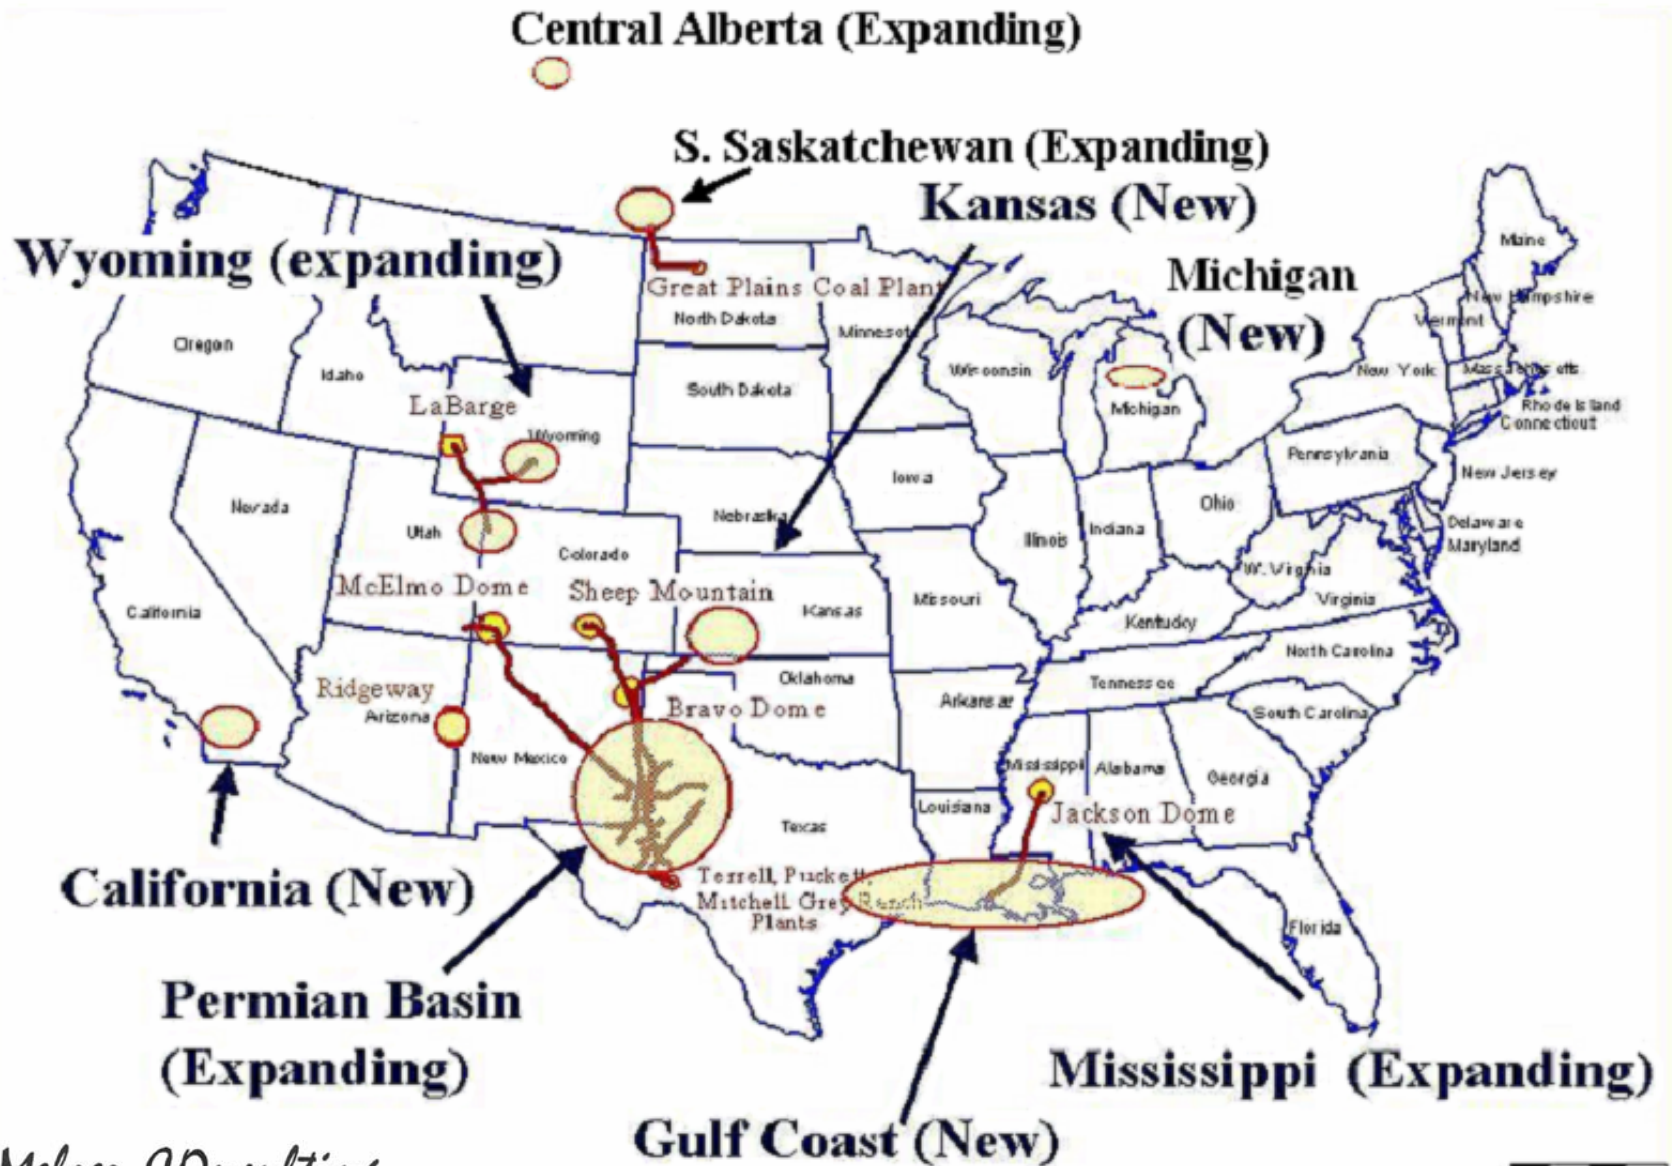 Central Alberta (Expanding)
S. Saskatchewan (Expanding)
Kansas (New)
Wyoming (expanding)
Michigan
(New)
Great Plains Coal Plant
Maine
New Hampshire
Vermont
North Dakota
Minnesot
Oregon
Idaho
Wisconsin
New York
Massachusetts
South Dakota
LaBarge
Michigan
Rhode Island
Connecticut
Wyoming
Pennsylvania
New Jersey
Iowa
Nevada
Ohio
Nebraska
Delaware
Utah
Illinois
Indiana
Maryland
Colorado
W. Virginia
McElmo Dome
Sheep Mountain
California
Kansas
Missouri
Virginia
Kentucky
North Carolina
Oklahoma
Tennessee
Ridgeway
Arizona
Bravo Dome
Arkansas
South Carolina
New Mexico
Mississippi
Alabama
Georgia
Louisiana
Texas
Jackson Dome
California (New)
Terrell, Puckett,
Mitchell Grey Ranch
Plants
Florida
Permian Basin
(Expanding)
Mississippi (Expanding)
Gulf Coast (New)